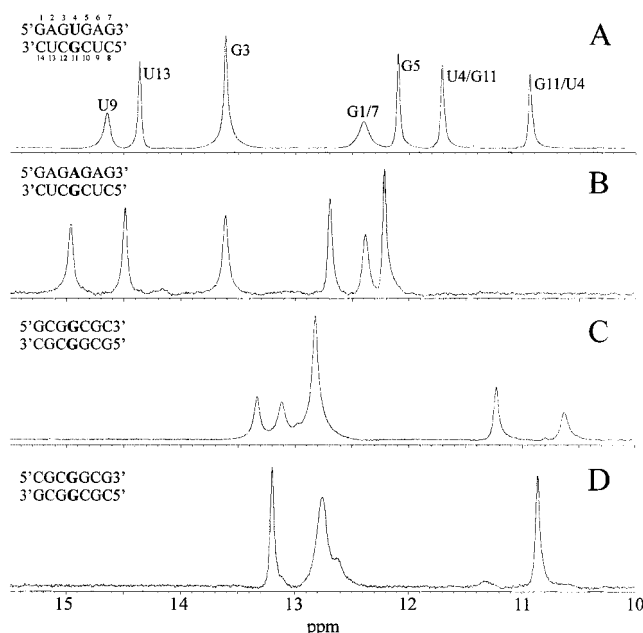 1 2 3 4 5 6 7
5'GAGUGAG3'
3'CUCGCUC5'
14 13 12 11 10 9 8
A
U9
U13
G3
G1/7
G5
U4/G11
G11/U4
5'GAGAGAG3'
3'CUCGCUC5'
B
5'GCGGCGC3'
3'CGCGGCG5'
C
5'CGCGGCG3'
3'GCGGCGC5'
D
15 14 13 12 11 10
ppm